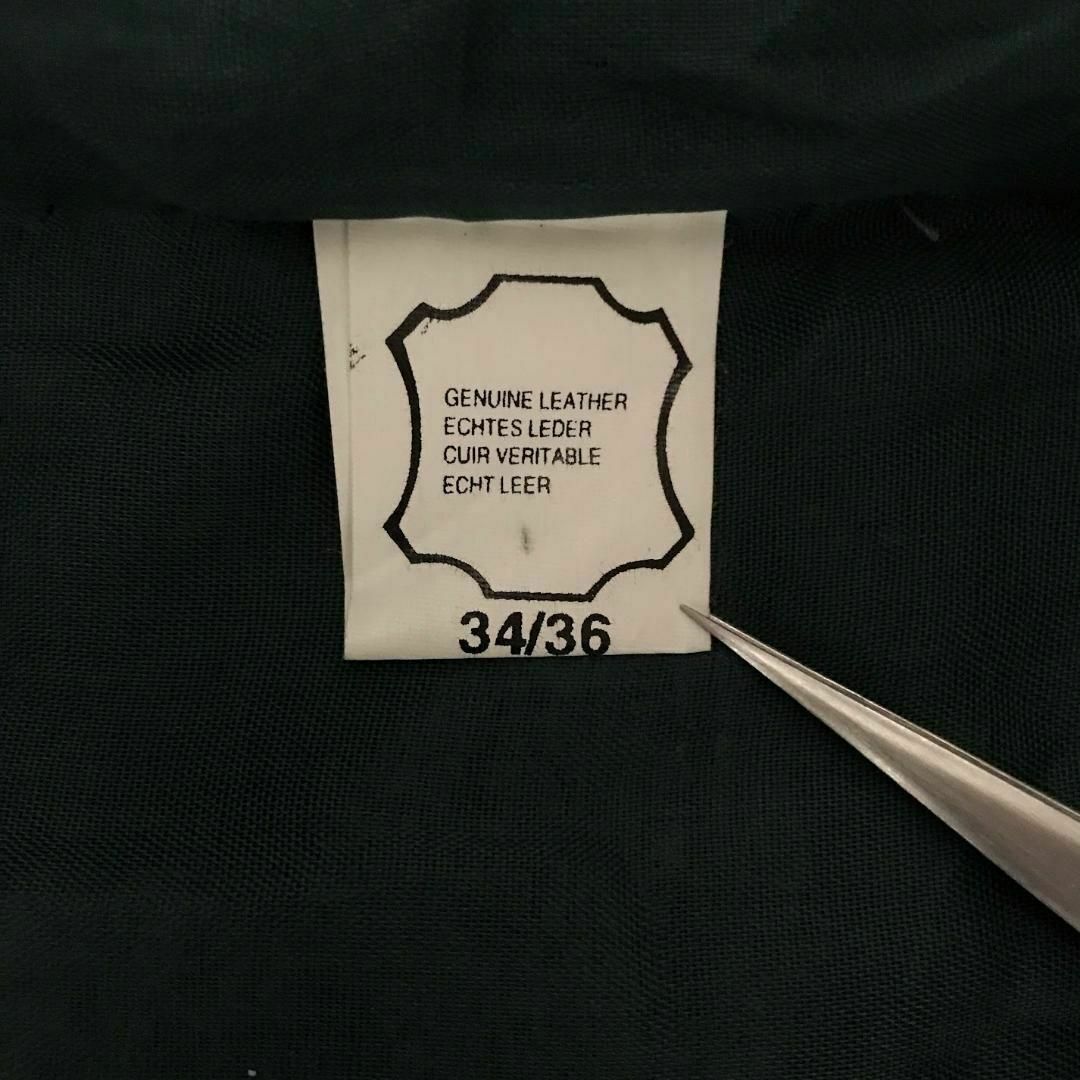 GENUINE LEATHER
ECHTES LEDER
CUIR VERITABLE
ECHT LEER
34/36